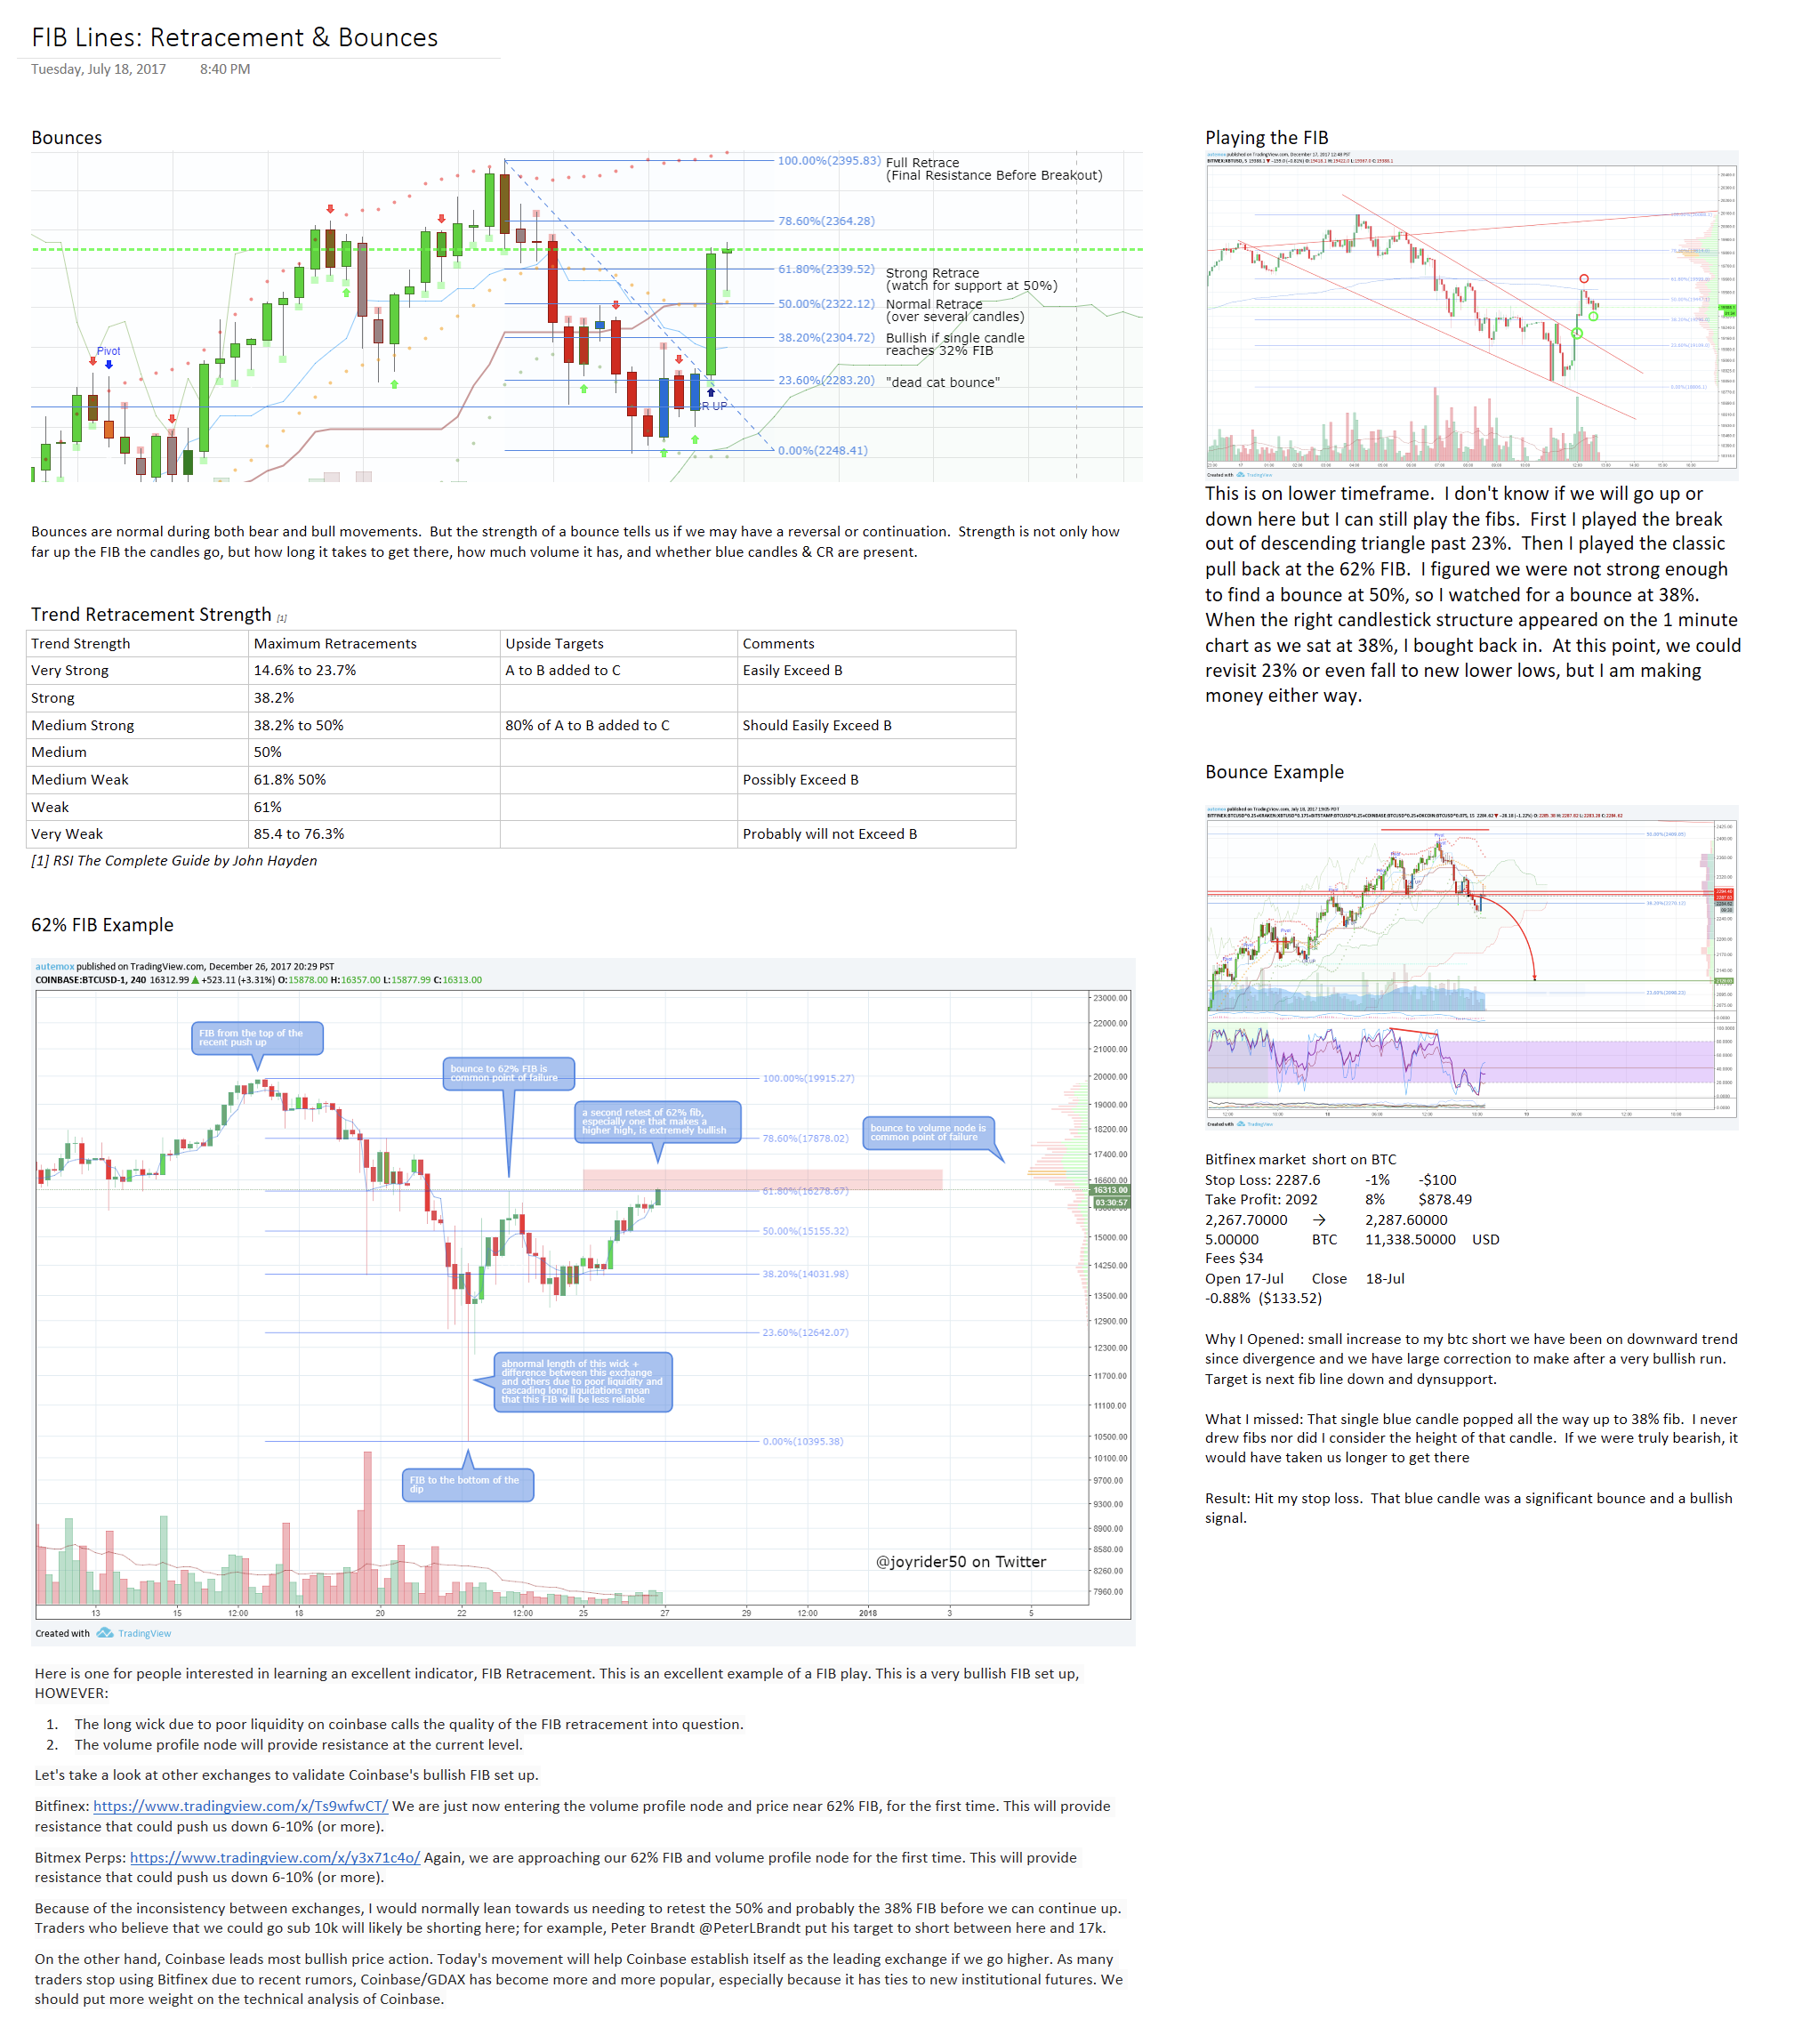 FIB Lines: Retracement & Bounces
Tuesday, July 18, 2017 8:40 PM
Bounces
100.00%(2395.83) Full Retrace
(Final Resistance Before Breakout)
78.60%(2364.28)
61.80%(2339.52) Strong Retrace
(watch for support at 50%)
50.00%(2322.12) Normal Retrace
(over several candles)
38.20%(2304.72) Bullish if single candle
reaches 32% FIB
23.60%(2283.20) "dead cat bounce"
0.00%(2248.41)
Pivot
CR UP
Bounces are normal during both bear and bull movements. But the strength of a bounce tells us if we may have a reversal or continuation. Strength is not only how
far up the FIB the candles go, but how long it takes to get there, how much volume it has, and whether blue candles & CR are present.
Trend Retracement Strength [1]
Trend Strength Maximum Retracements Upside Targets Comments
Very Strong 14.6% to 23.7% A to B added to C Easily Exceed B
Strong 38.2%
Medium Strong 38.2% to 50% 80% of A to B added to C Should Easily Exceed B
Medium 50%
Medium Weak 61.8% 50% Possibly Exceed B
Weak 61%
Very Weak 85.4 to 76.3% Probably will not Exceed B
[1] RSI The Complete Guide by John Hayden
62% FIB Example
autemox published on TradingView.com, December 26, 2017 20:29 PST
COINBASE:BTCUSD-1, 240 16312.99 ▲ +523.11 (+3.31%) O:15878.00 H:16357.00 L:15877.99 C:16313.00
FIB from the top of the
recent push up
bounce to 62% FIB is
common point of failure
a second retest of 62% fib,
especially one that makes a
higher high, is extremely bullish
bounce to volume node is
common point of failure
abnormal length of this wick +
difference between this exchange
and others due to poor liquidity and
cascading long liquidations mean
that this FIB will be less reliable
FIB to the bottom of the
dip
100.00%(19915.27)
78.60%(17878.02)
61.80%(16278.67)
50.00%(15155.32)
38.20%(14031.98)
23.60%(12642.07)
0.00%(10395.38)
23000.00
22000.00
21000.00
20000.00
19000.00
18200.00
17400.00
16600.00
16313.00
03:30:57
15000.00
14250.00
13500.00
12900.00
12300.00
11700.00
11100.00
10500.00
10100.00
9700.00
9300.00
8900.00
8580.00
8260.00
7960.00
@joyrider50 on Twitter
13 15 12:00 18 20 22 12:00 25 27 29 12:00 2018 3 5
Created with TradingView
Here is one for people interested in learning an excellent indicator, FIB Retracement. This is an excellent example of a FIB play. This is a very bullish FIB set up,
HOWEVER:
1. The long wick due to poor liquidity on coinbase calls the quality of the FIB retracement into question.
2. The volume profile node will provide resistance at the current level.
Let's take a look at other exchanges to validate Coinbase's bullish FIB set up.
Bitfinex: https://www.tradingview.com/x/Ts9wfwCT/ We are just now entering the volume profile node and price near 62% FIB, for the first time. This will provide
resistance that could push us down 6-10% (or more).
Bitmex Perps: https://www.tradingview.com/x/y3x71c4o/ Again, we are approaching our 62% FIB and volume profile node for the first time. This will provide
resistance that could push us down 6-10% (or more).
Because of the inconsistency between exchanges, I would normally lean towards us needing to retest the 50% and probably the 38% FIB before we can continue up.
Traders who believe that we could go sub 10k will likely be shorting here; for example, Peter Brandt @PeterLBrandt put his target to short between here and 17k.
On the other hand, Coinbase leads most bullish price action. Today's movement will help Coinbase establish itself as the leading exchange if we go higher. As many
traders stop using Bitfinex due to recent rumors, Coinbase/GDAX has become more and more popular, especially because it has ties to new institutional futures. We
should put more weight on the technical analysis of Coinbase.
Playing the FIB
autemox published on TradingView.com, December 17, 2017 12:48 PST
Created with TradingView
This is on lower timeframe. I don't know if we will go up or
down here but I can still play the fibs. First I played the break
out of descending triangle past 23%. Then I played the classic
pull back at the 62% FIB. I figured we were not strong enough
to find a bounce at 50%, so I watched for a bounce at 38%.
When the right candlestick structure appeared on the 1 minute
chart as we sat at 38%, I bought back in. At this point, we could
revisit 23% or even fall to new lower lows, but I am making
money either way.
Bounce Example
Created with TradingView
Bitfinex market short on BTC
Stop Loss: 2287.6 -1% -$100
Take Profit: 2092 8% $878.49
2,267.70000 → 2,287.60000
5.00000 BTC 11,338.50000 USD
Fees $34
Open 17-Jul Close 18-Jul
-0.88% ($133.52)
Why I Opened: small increase to my btc short we have been on downward trend
since divergence and we have large correction to make after a very bullish run.
Target is next fib line down and dynsupport.
What I missed: That single blue candle popped all the way up to 38% fib. I never
drew fibs nor did I consider the height of that candle. If we were truly bearish, it
would have taken us longer to get there
Result: Hit my stop loss. That blue candle was a significant bounce and a bullish
signal.